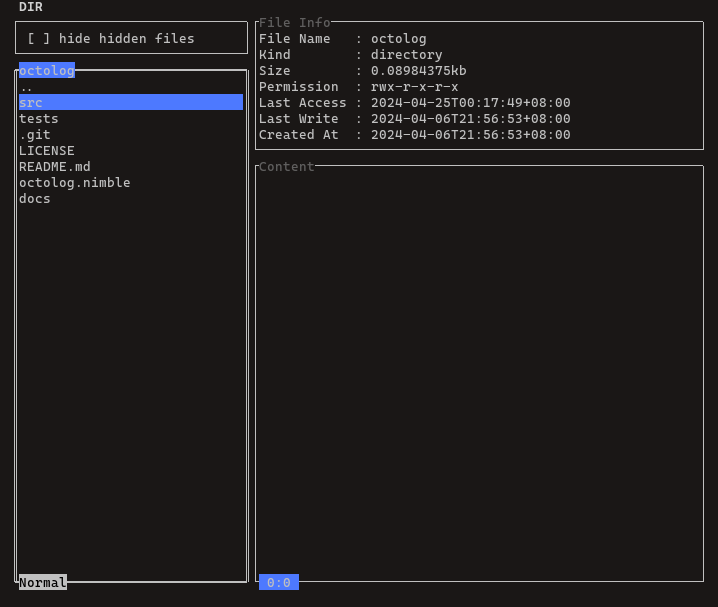 DIR
[ ] hide hidden files
octolog
..
src
tests
.git
LICENSE
README.md
octolog.nimble
docs
Normal
File Info
File Name   : octolog
Kind        : directory
Size        : 0.08984375kb
Permission  : rwx-r-x-r-x
Last Access : 2024-04-25T00:17:49+08:00
Last Write  : 2024-04-06T21:56:53+08:00
Created At  : 2024-04-06T21:56:53+08:00
Content
0:0